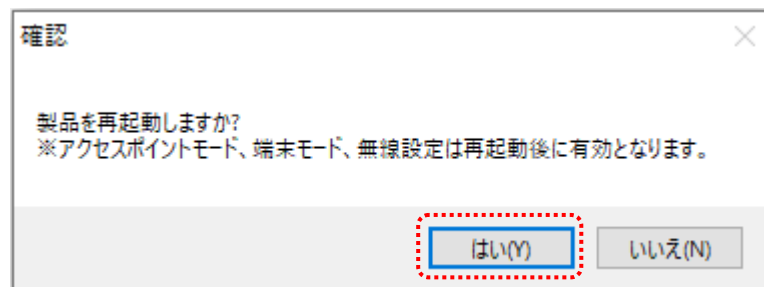 確認
製品を再起動しますか?
※アクセスポイントモード、端末モード、無線設定は再起動後に有効となります。
はい(Y)
いいえ(N)